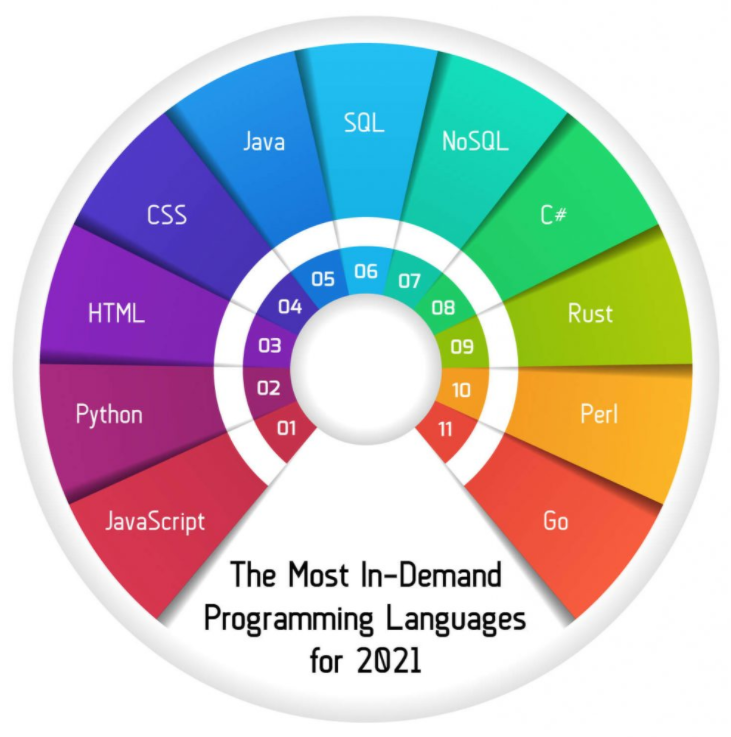 01
JavaScript
02
Python
03
HTML
04
CSS
05
Java
06
SQL
07
NoSQL
08
C#
09
Rust
10
Perl
11
Go
The Most In-Demand
Programming Languages
for 2021